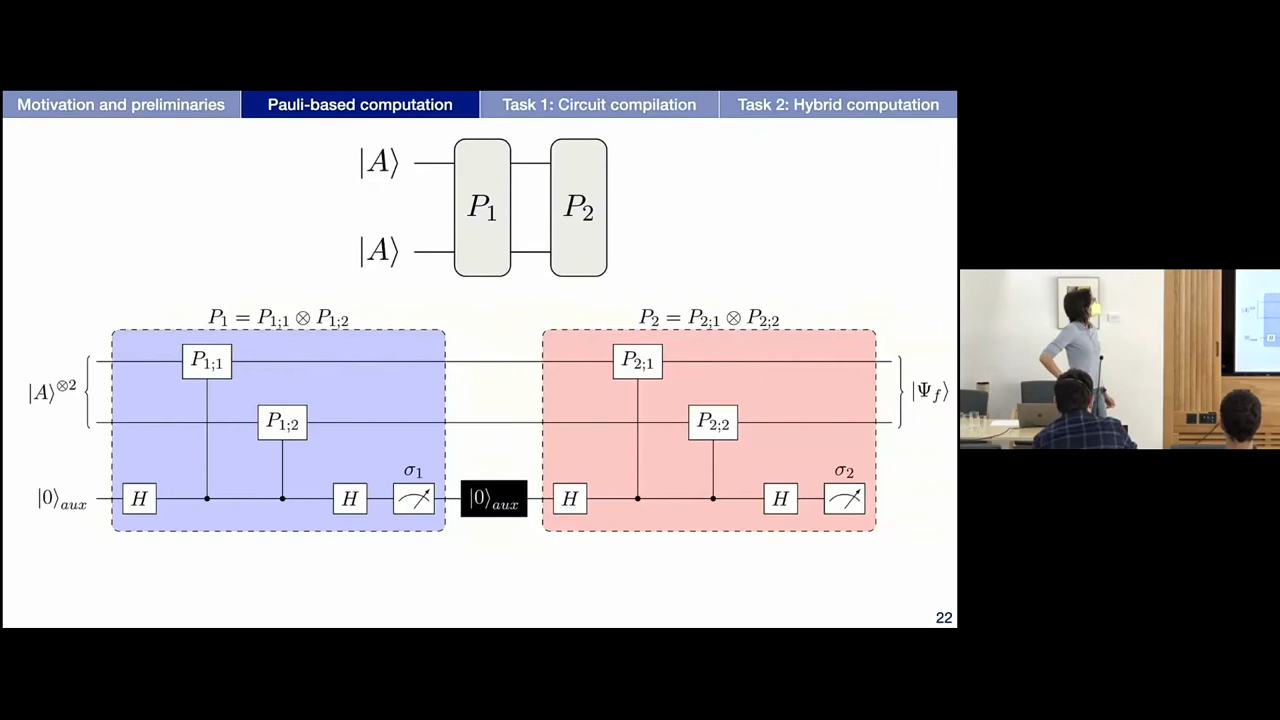 Motivation and preliminaries
Pauli-based computation
Task 1: Circuit compilation
Task 2: Hybrid computation
|A⟩
|A⟩
P₁
P₂
P₁ = P₁;₁ ⊗ P₁;₂
P₂ = P₂;₁ ⊗ P₂;₂
P₁;₁
P₂;₁
|A⟩⊗²
|Ψf⟩
P₁;₂
P₂;₂
σ₁
σ₂
|0⟩aux
H
H
|0⟩aux
H
H
22